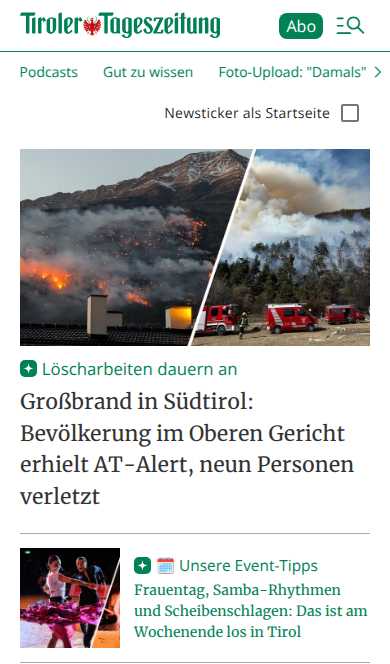 Tiroler Tageszeitung
Abo
Podcasts
Gut zu wissen
Foto-Upload: "Damals"
Newsticker als Startseite
Löscharbeiten dauern an
Großbrand in Südtirol:
Bevölkerung im Oberen Gericht
erhielt AT-Alert, neun Personen
verletzt
Unsere Event-Tipps
Frauentag, Samba-Rhythmen
und Scheibenschlagen: Das ist am
Wochenende los in Tirol